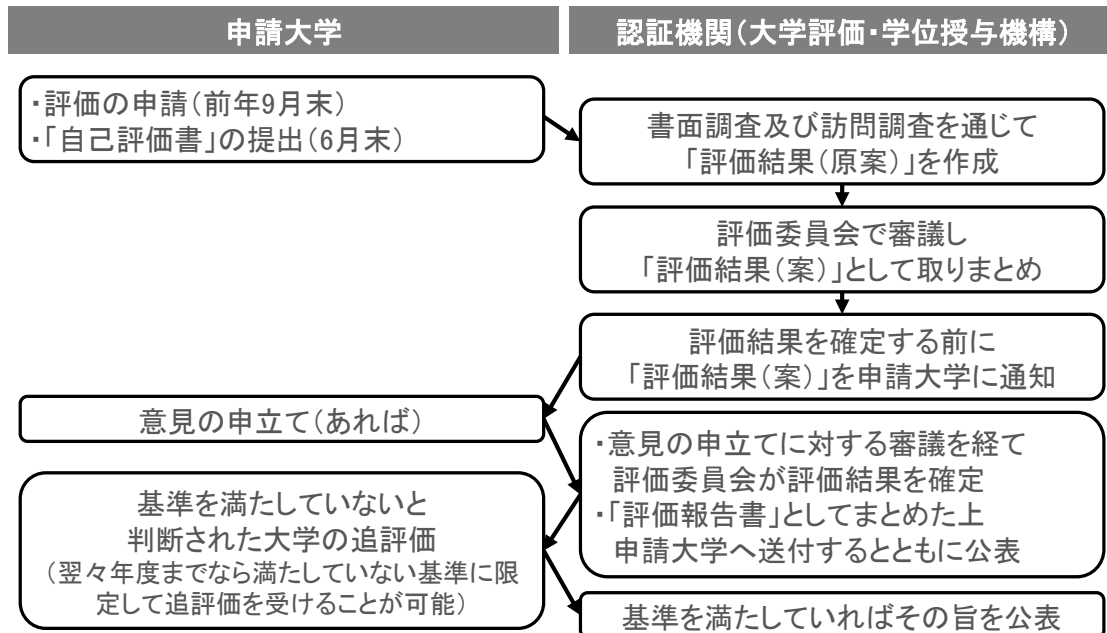 申請大学
認証機関(大学評価・学位授与機構)
・評価の申請(前年9月末)
・「自己評価書」の提出(6月末)
書面調査及び訪問調査を通じて
「評価結果(原案)」を作成
評価委員会で審議し
「評価結果(案)」として取りまとめ
評価結果を確定する前に
「評価結果(案)」を申請大学に通知
意見の申立て(あれば)
・意見の申立てに対する審議を経て
評価委員会が評価結果を確定
・「評価報告書」としてまとめた上
申請大学へ送付するとともに公表
基準を満たしていないと
判断された大学の追評価
(翌々年度までなら満たしていない基準に限
定して追評価を受けることが可能)
基準を満たしていればその旨を公表